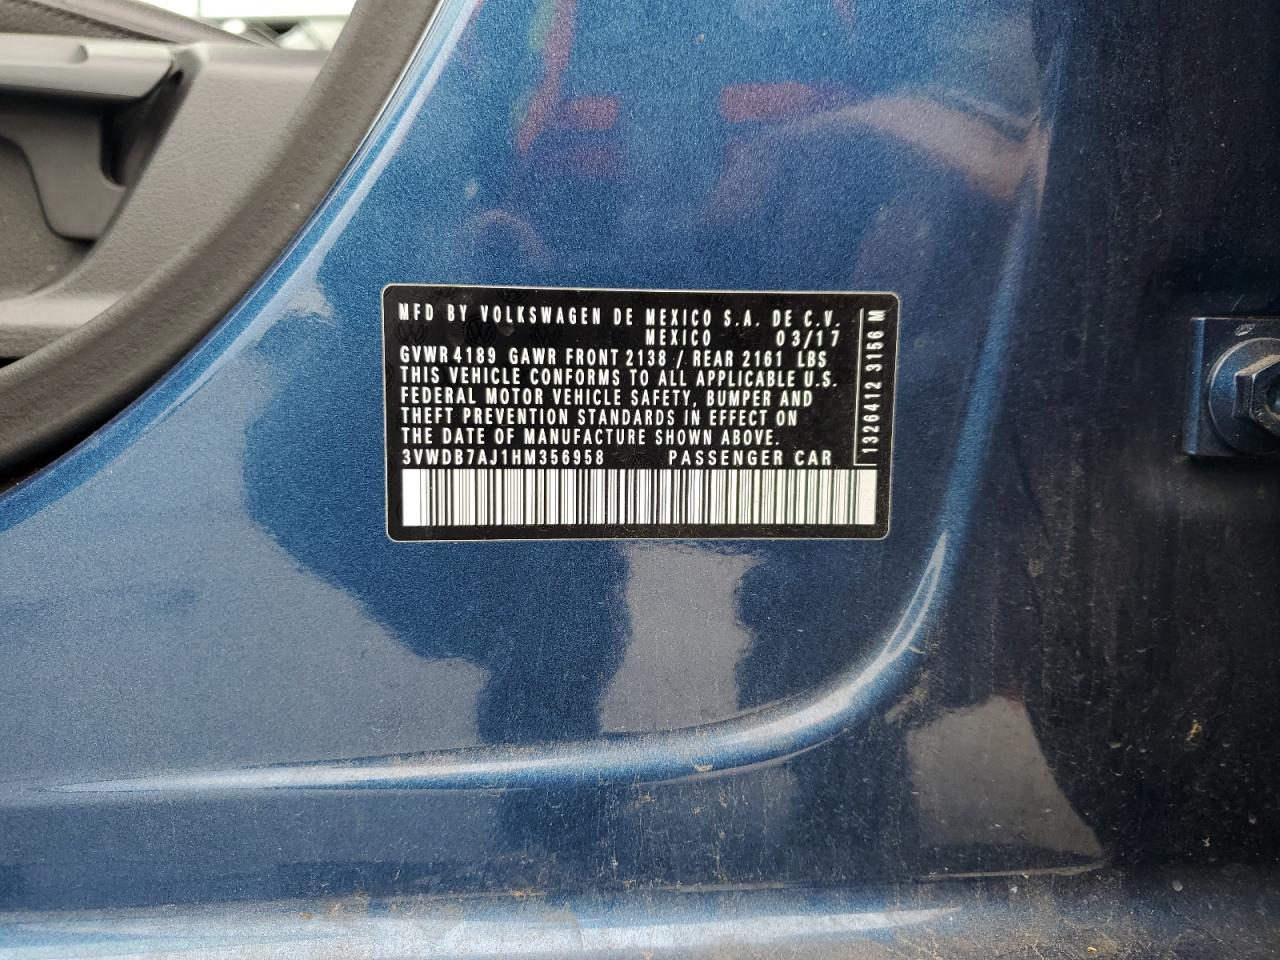 MFD BY VOLKSWAGEN DE MEXICO S.A. DE C.V.
MEXICO 03/17
GVWR 4189 GAWR FRONT 2138 / REAR 2161 LBS
THIS VEHICLE CONFORMS TO ALL APPLICABLE U.S.
FEDERAL MOTOR VEHICLE SAFETY, BUMPER AND
THEFT PREVENTION STANDARDS IN EFFECT ON
THE DATE OF MANUFACTURE SHOWN ABOVE.
3VWDB7AJ1HM356958 PASSENGER CAR
1326412 3156 M